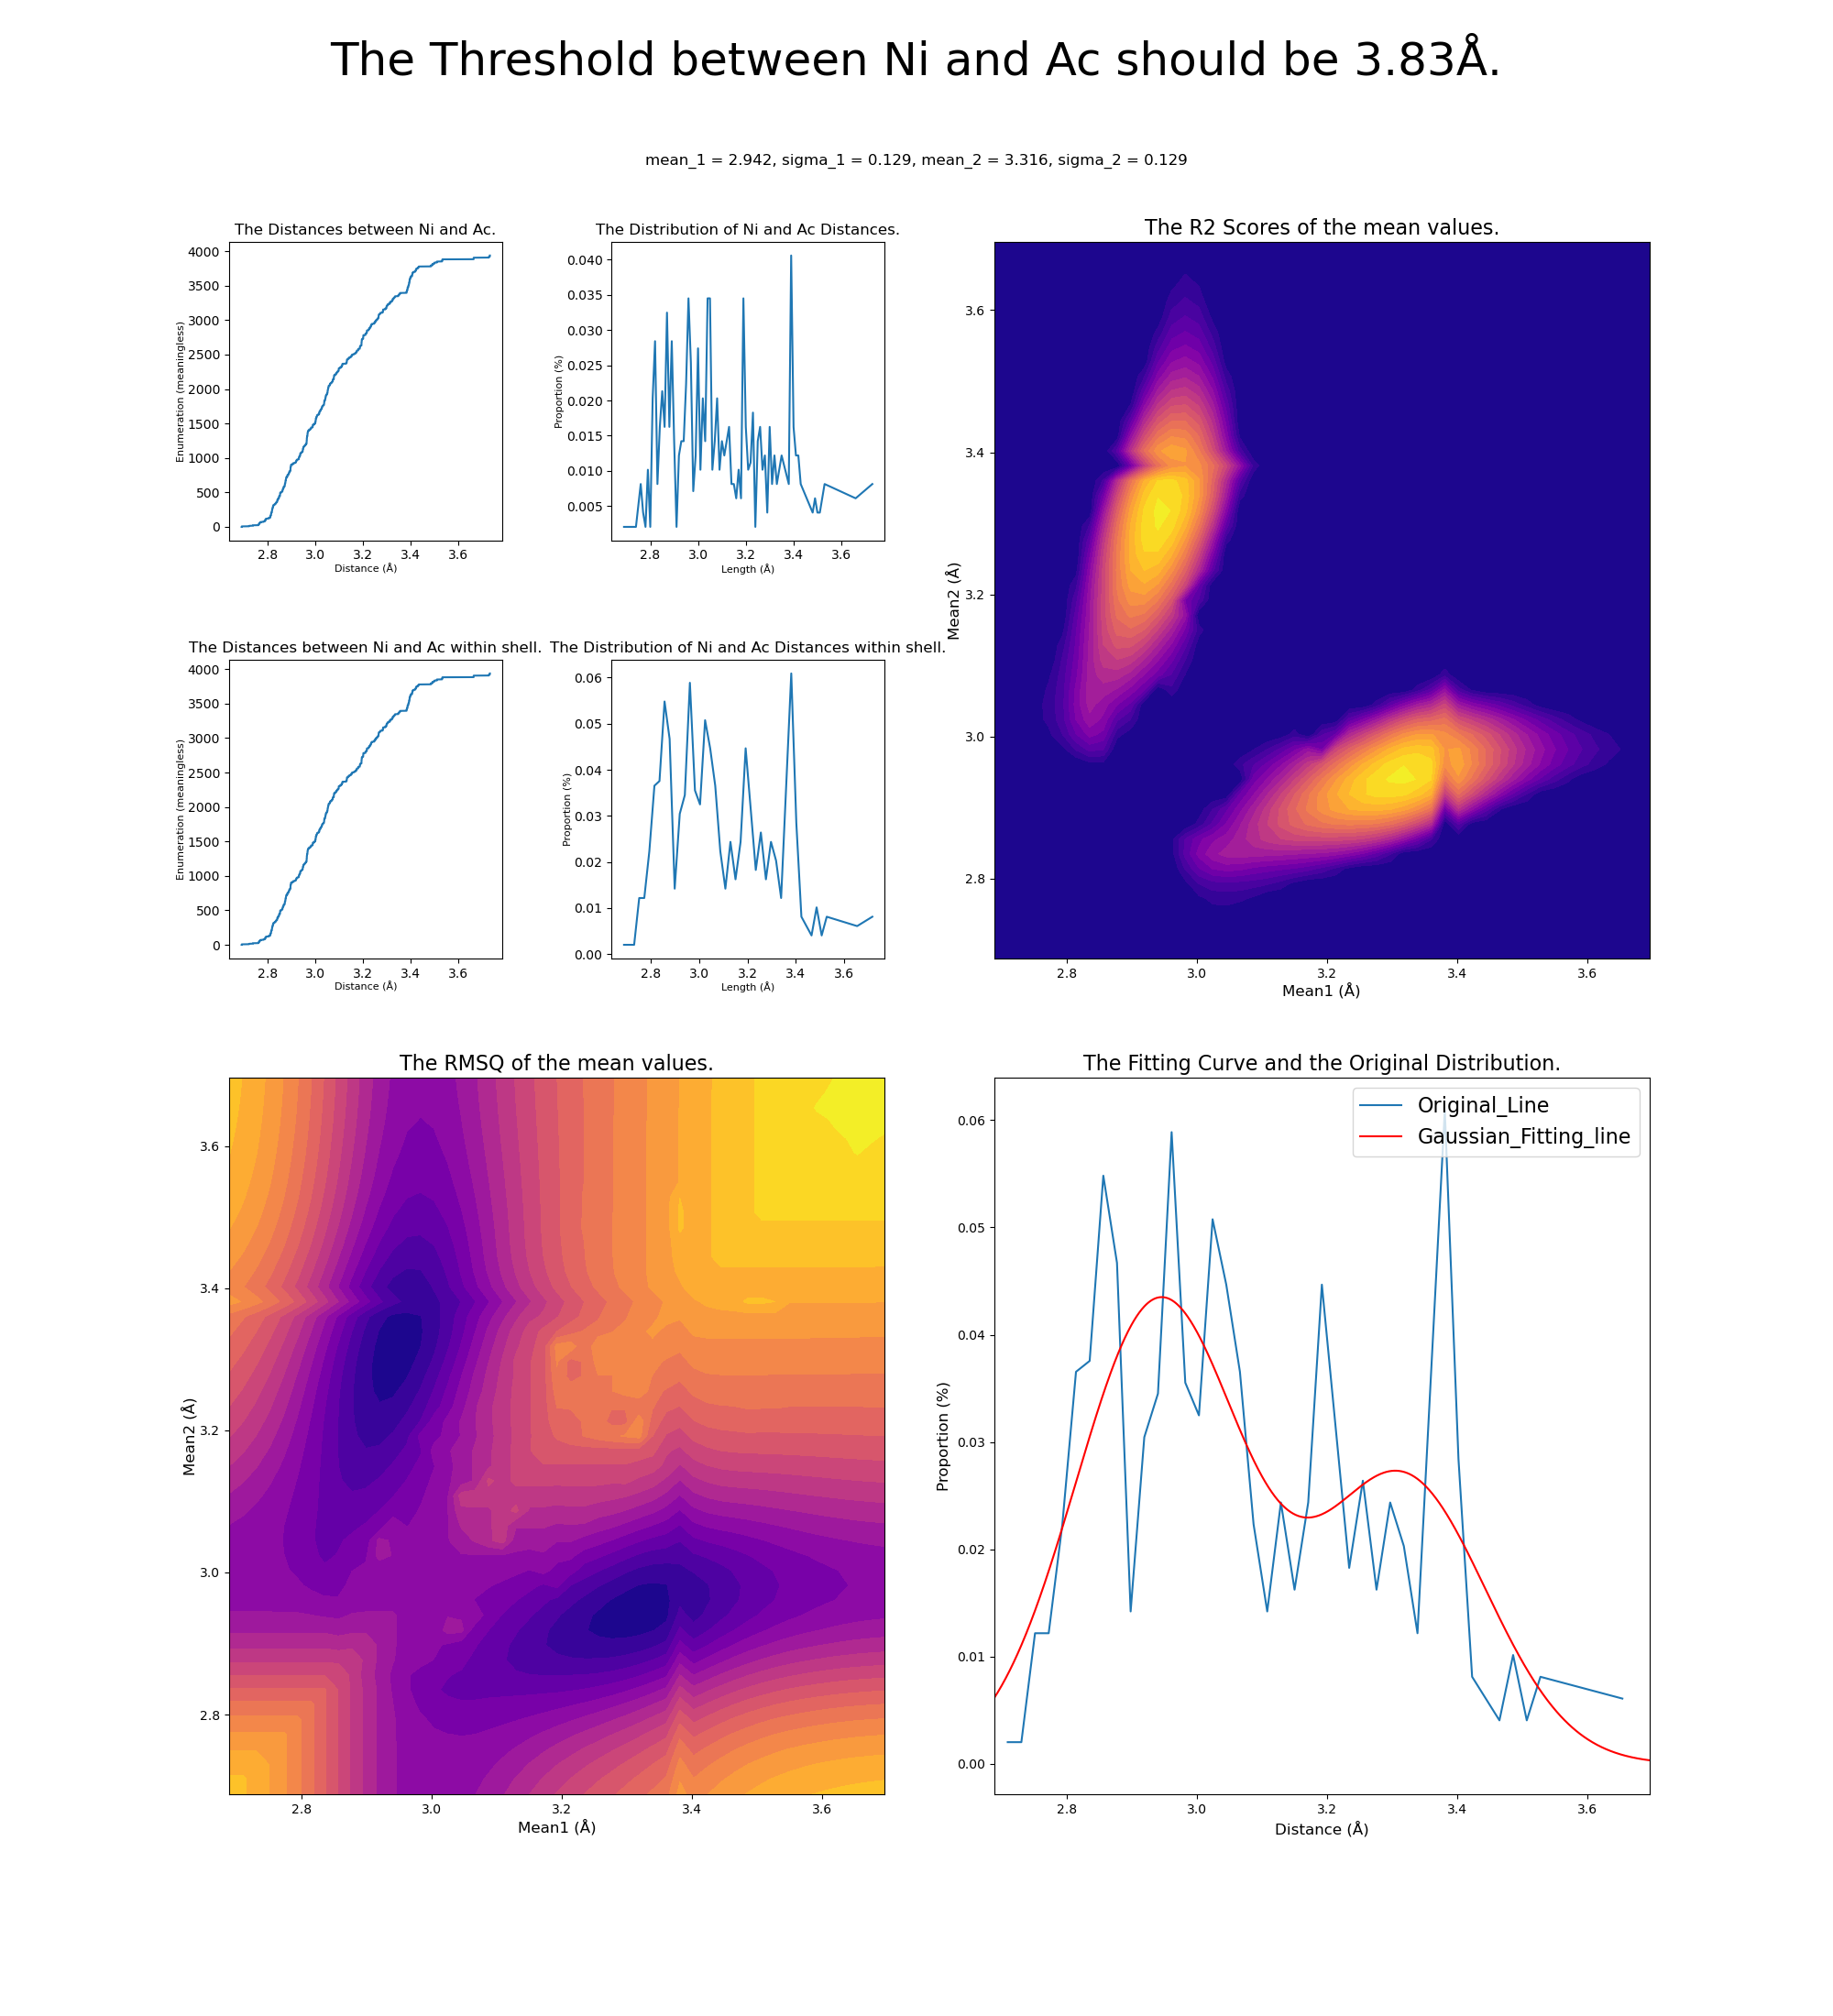 The Threshold between Ni and Ac should be 3.83Å.
mean_1 = 2.942, sigma_1 = 0.129, mean_2 = 3.316, sigma_2 = 0.129
The Distances between Ni and Ac.
4000
3500
3000
2500
2000
1500
1000
500
0
Enumeration (meaningless)
2.8 3.0 3.2 3.4 3.6
Distance (Å)
The Distribution of Ni and Ac Distances.
0.040
0.035
0.030
0.025
0.020
0.015
0.010
0.005
Proportion (%)
2.8 3.0 3.2 3.4 3.6
Length (Å)
The R2 Scores of the mean values.
3.6
3.4
3.2
3.0
2.8
Mean2 (Å)
2.8 3.0 3.2 3.4 3.6
Mean1 (Å)
The Distances between Ni and Ac within shell.
4000
3500
3000
2500
2000
1500
1000
500
0
Enumeration (meaningless)
2.8 3.0 3.2 3.4 3.6
Distance (Å)
The Distribution of Ni and Ac Distances within shell.
0.06
0.05
0.04
0.03
0.02
0.01
0.00
Proportion (%)
2.8 3.0 3.2 3.4 3.6
Length (Å)
The RMSQ of the mean values.
3.6
3.4
3.2
3.0
2.8
Mean2 (Å)
2.8 3.0 3.2 3.4 3.6
Mean1 (Å)
The Fitting Curve and the Original Distribution.
Original_Line
Gaussian_Fitting_line
0.06
0.05
0.04
0.03
0.02
0.01
0.00
Proportion (%)
2.8 3.0 3.2 3.4 3.6
Distance (Å)